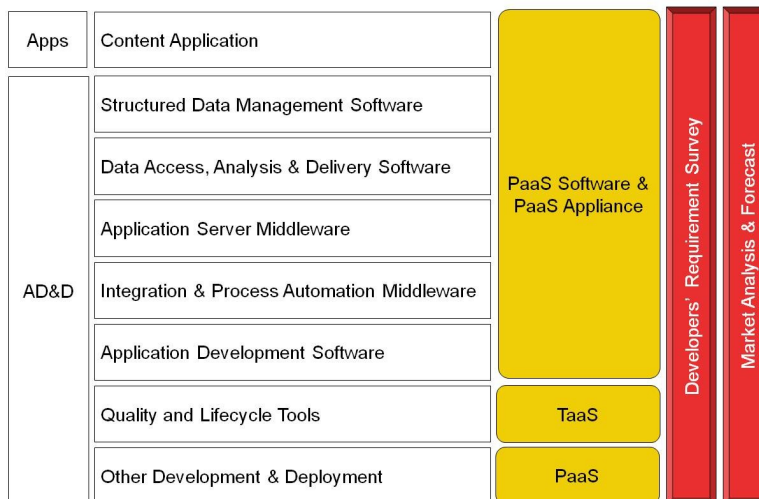 Apps
Content Application
Structured Data Management Software
Data Access, Analysis & Delivery Software
Application Server Middleware
AD&D
Integration & Process Automation Middleware
Application Development Software
Quality and Lifecycle Tools
Other Development & Deployment
PaaS Software &
PaaS Appliance
TaaS
PaaS
Developers’ Requirement Survey
Market Analysis & Forecast